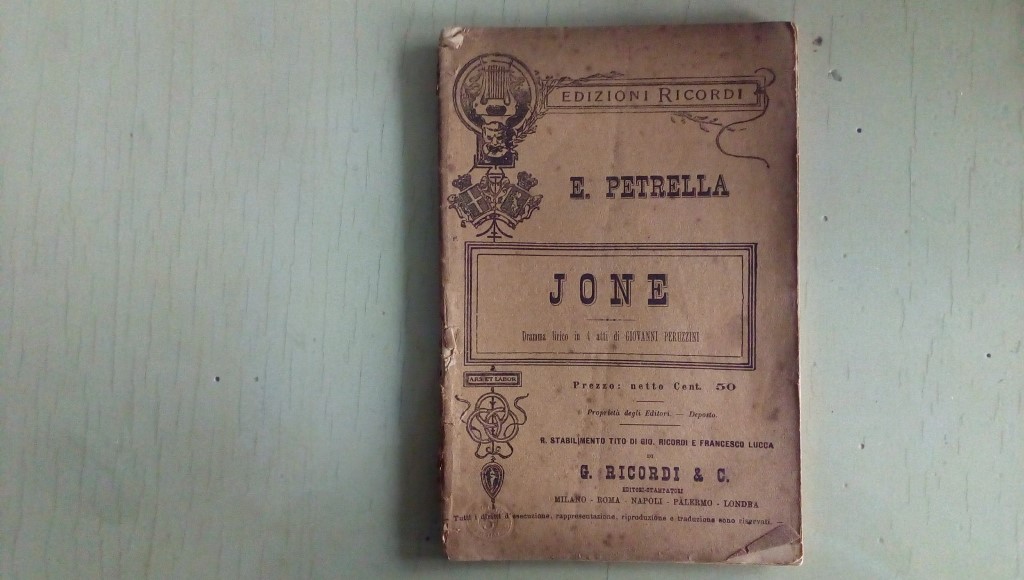 EDIZIONI RICORDI
E. PETRELLA
JONE
Dramma lirico in 4 atti di GIOVANNI PERUZZINI
ARS ET LABOR
Prezzo: netto Cent. 50
Proprietà degli Editori. — Deposto.
R. STABILIMENTO TITO DI GIO. RICORDI E FRANCESCO LUCCA
DI
G. RICORDI & C.
EDITORI-STAMPATORI
MILANO - ROMA - NAPOLI - PALERMO - LONDRA
Tutti i diritti d'esecuzione, rappresentazione, riproduzione e traduzione sono riservati.